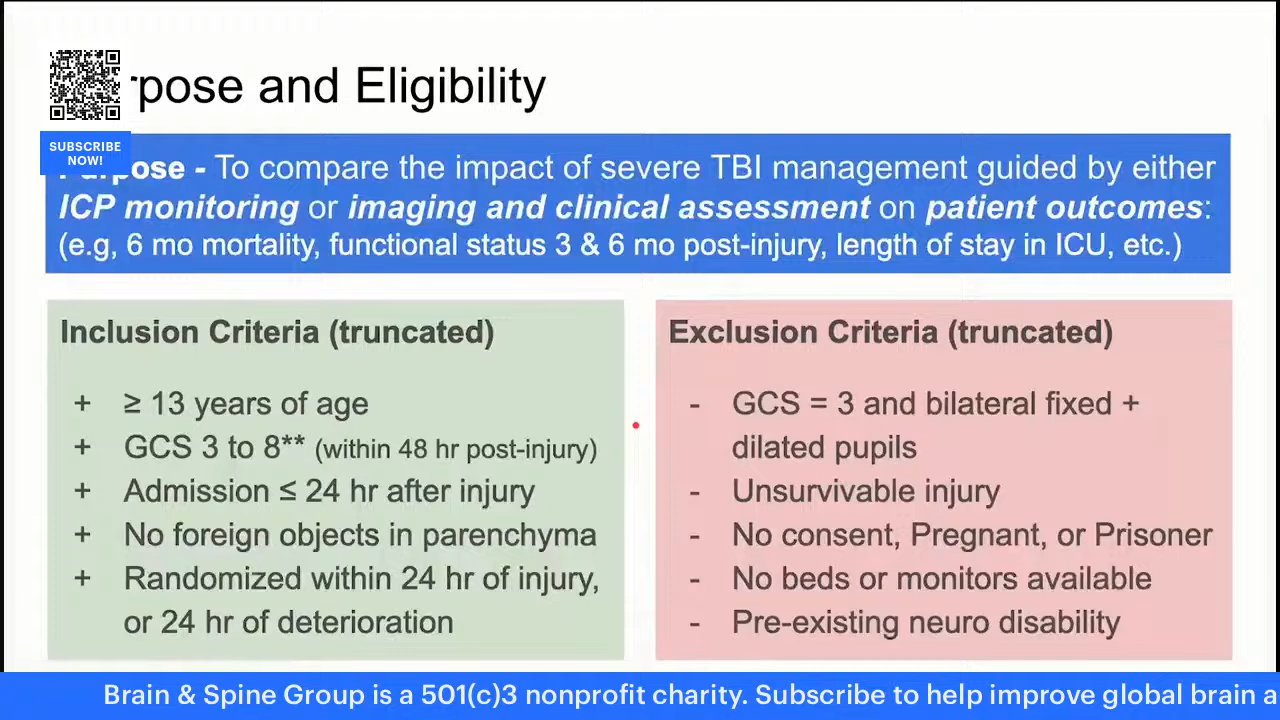 rpose and Eligibility
SUBSCRIBE
NOW!
Purpose - To compare the impact of severe TBI management guided by either
ICP monitoring or imaging and clinical assessment on patient outcomes:
(e.g, 6 mo mortality, functional status 3 & 6 mo post-injury, length of stay in ICU, etc.)
Inclusion Criteria (truncated)
+ ≥ 13 years of age
+ GCS 3 to 8** (within 48 hr post-injury)
+ Admission ≤ 24 hr after injury
+ No foreign objects in parenchyma
+ Randomized within 24 hr of injury,
or 24 hr of deterioration
Exclusion Criteria (truncated)
- GCS = 3 and bilateral fixed +
dilated pupils
- Unsurvivable injury
- No consent, Pregnant, or Prisoner
- No beds or monitors available
- Pre-existing neuro disability
Brain & Spine Group is a 501(c)3 nonprofit charity. Subscribe to help improve global brain a